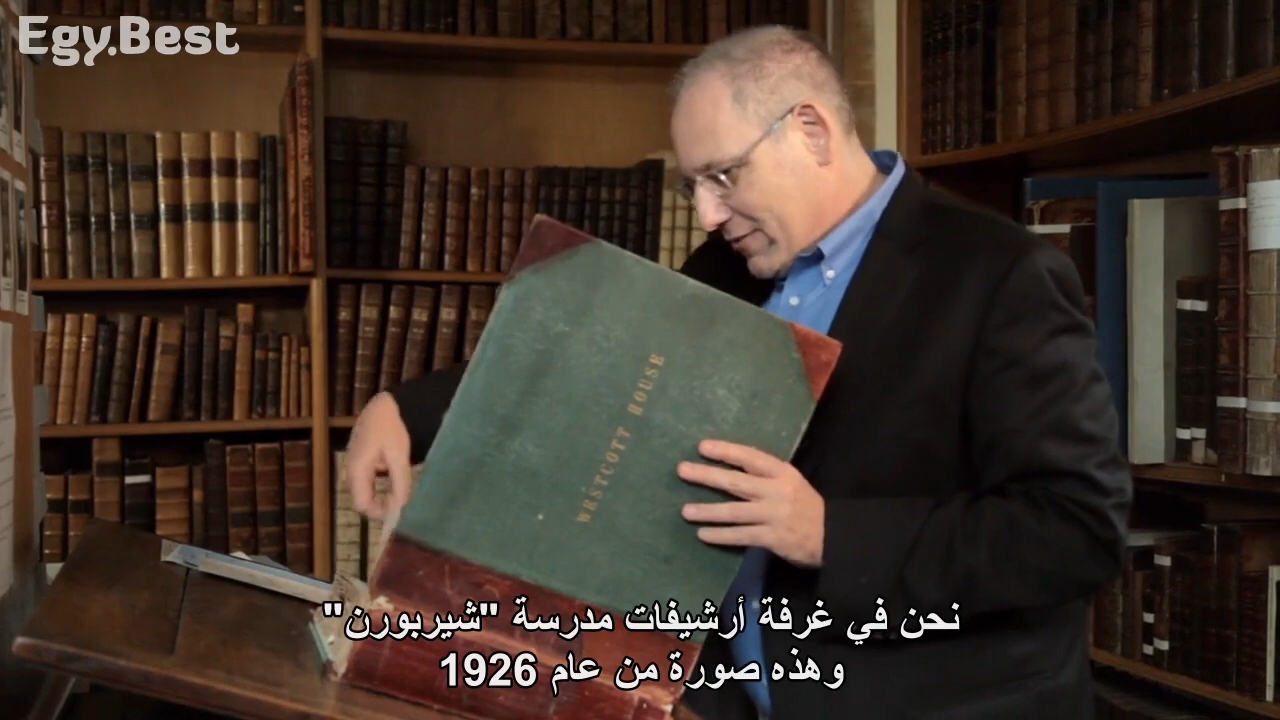 Egy.Best
WESTCOTT HOUSE
نحن في غرفة أرشيفات مدرسة "شيربورن"
وهذه صورة من عام 1926